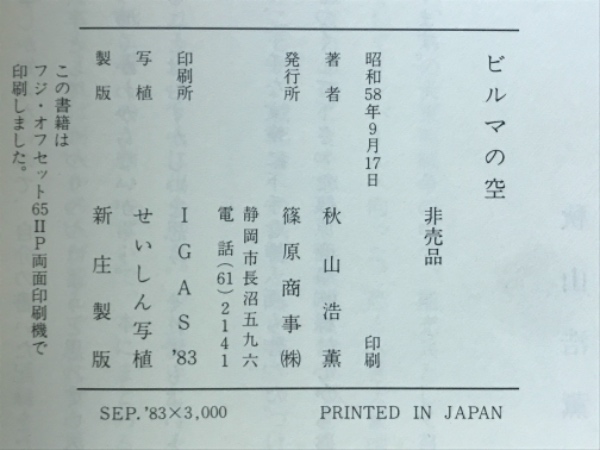 ビルマの空
非売品
昭和58年9月17日 印刷
著者 秋山浩薫
発行所 篠原商事㈱
静岡市長沼五九六
電話(61)2141
印刷所 IGAS'83
写植 せいしん写植
製版 新庄製版
この書籍は
フジ・オフセット65ⅡP両面印刷機で
印刷しました。
SEP.'83×3,000 PRINTED IN JAPAN